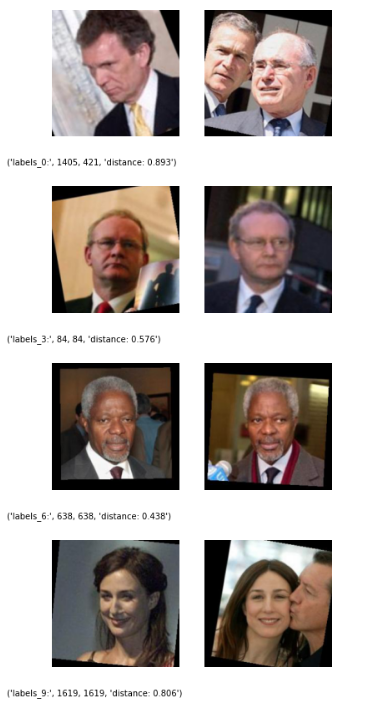 ('labels_0:', 1405, 421, 'distance: 0.893')
('labels_3:', 84, 84, 'distance: 0.576')
('labels_6:', 638, 638, 'distance: 0.438')
('labels_9:', 1619, 1619, 'distance: 0.806')